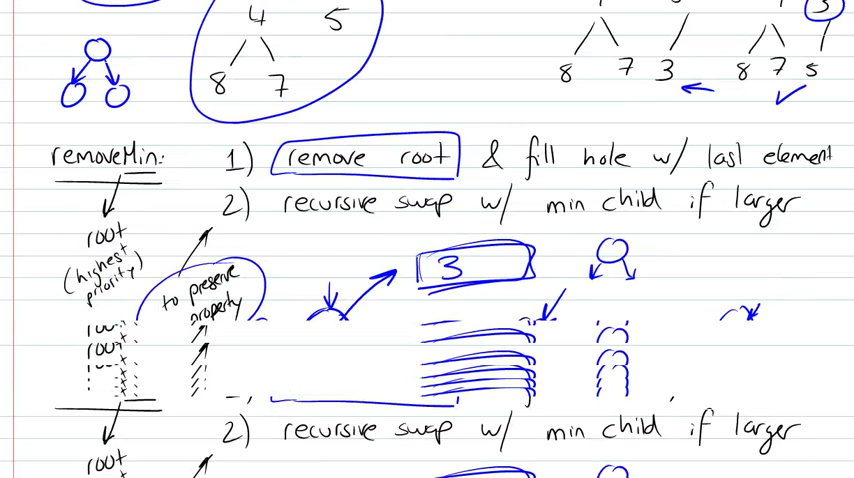 4 5 3
8 7 8 7 3 8 7 5
removeMin: 1) remove root & fill hole w/ last element
2) recursive swap w/ min child if larger
root
(highest
priority)
to preserve
property
3
2) recursive swap w/ min child if larger
root